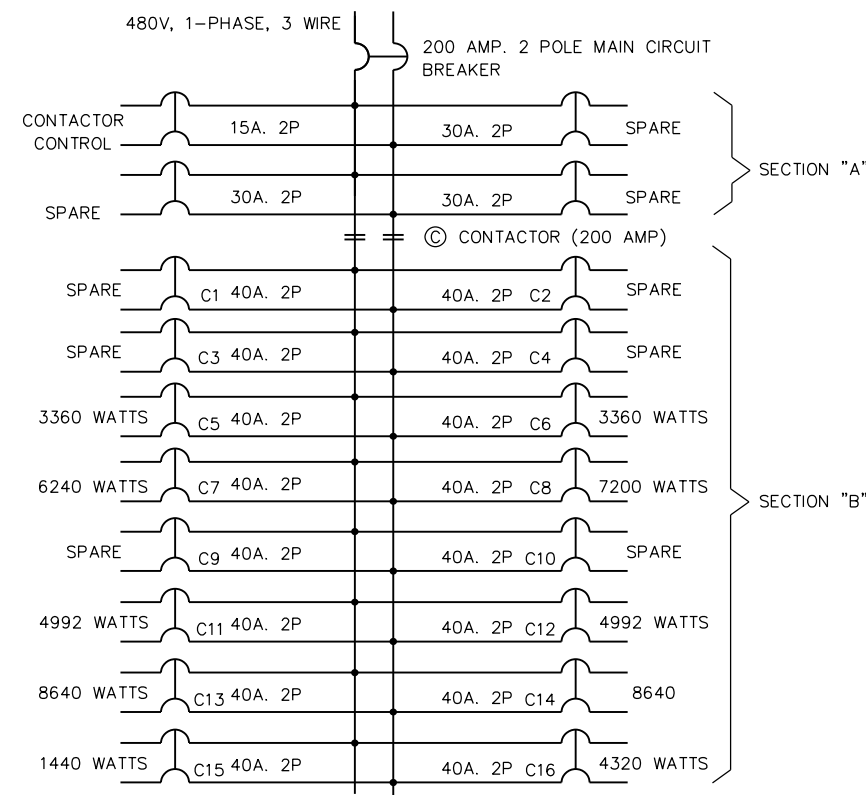 480V, 1-PHASE, 3 WIRE
200 AMP. 2 POLE MAIN CIRCUIT
BREAKER
CONTACTOR
CONTROL
15A. 2P
30A. 2P
SPARE
SPARE
30A. 2P
30A. 2P
SPARE
SECTION "A"
C CONTACTOR (200 AMP)
SPARE C1 40A. 2P 40A. 2P C2 SPARE
SPARE C3 40A. 2P 40A. 2P C4 SPARE
3360 WATTS C5 40A. 2P 40A. 2P C6 3360 WATTS
6240 WATTS C7 40A. 2P 40A. 2P C8 7200 WATTS
SECTION "B"
SPARE C9 40A. 2P 40A. 2P C10 SPARE
4992 WATTS C11 40A. 2P 40A. 2P C12 4992 WATTS
8640 WATTS C13 40A. 2P 40A. 2P C14 8640
1440 WATTS C15 40A. 2P 40A. 2P C16 4320 WATTS